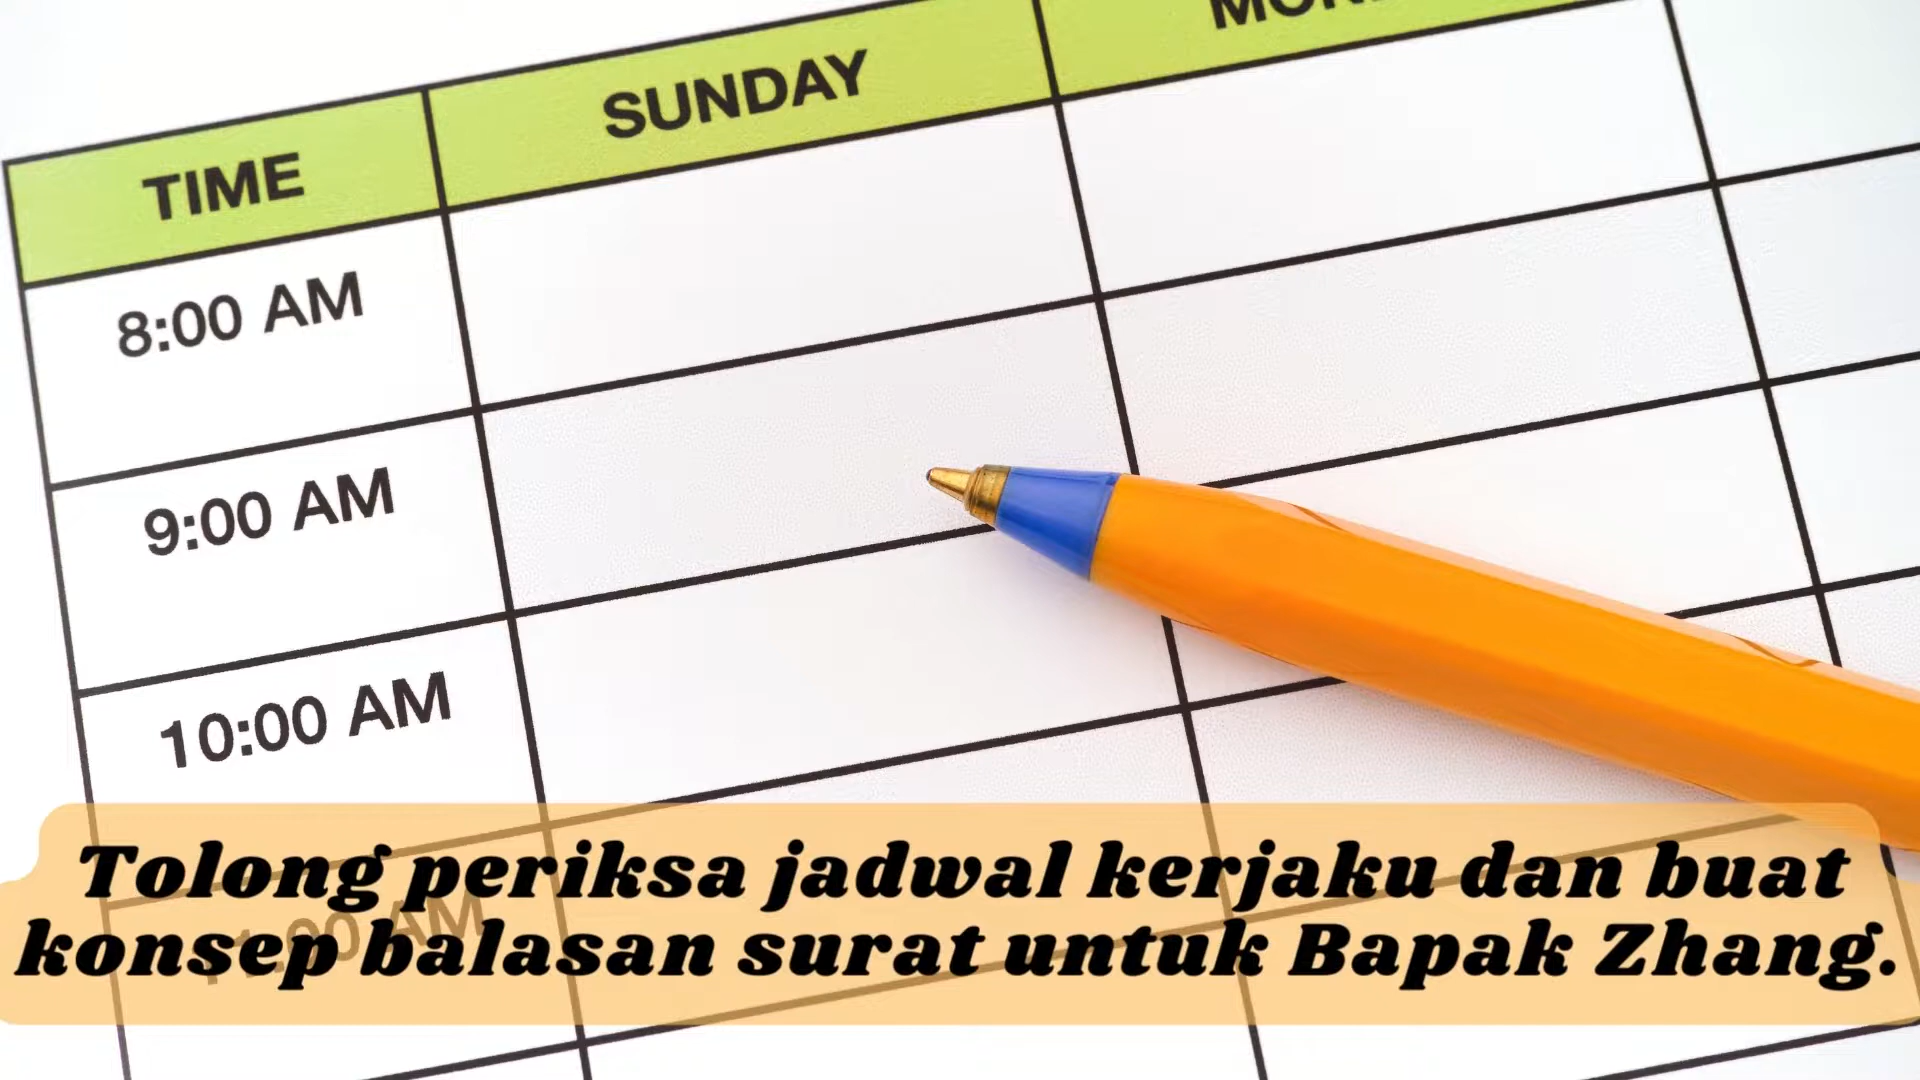 SUNDAY
TIME
8:00 AM
9:00 AM
10:00 AM
Tolong periksa jadwal kerjaku dan buat
konsep balasan surat untuk Bapak Zhang.